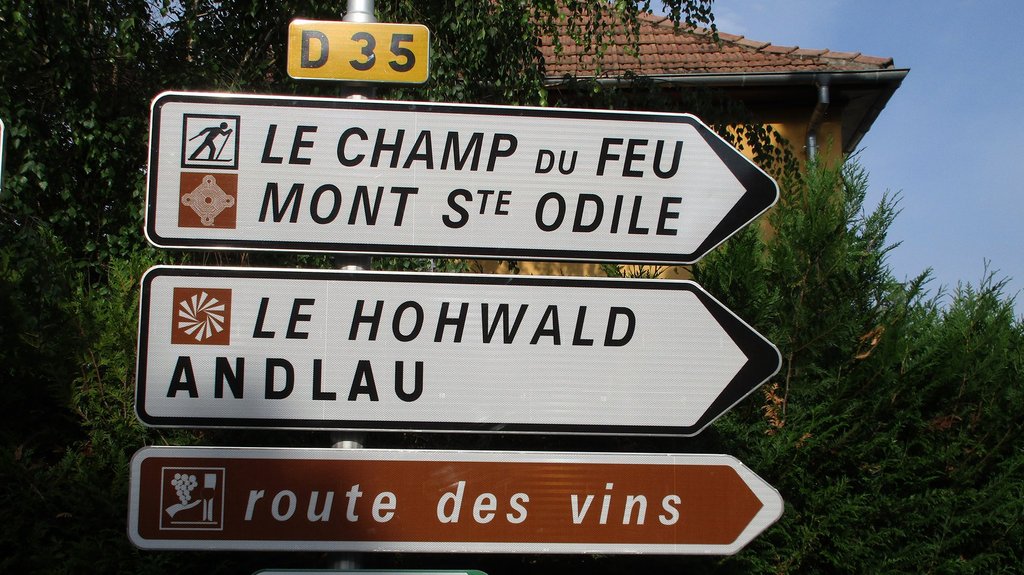 D 35
LE CHAMP DU FEU
MONT STE ODILE
LE HOHWALD
ANDLAU
route des vins